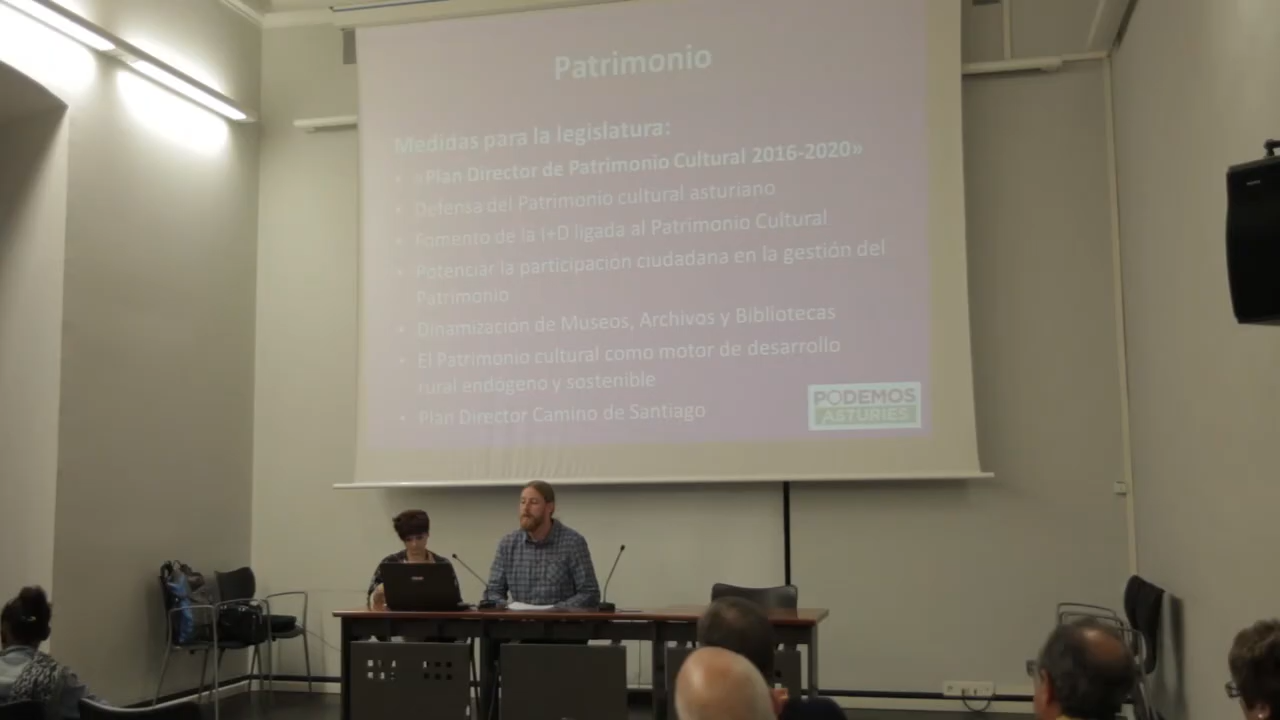 Patrimonio
Medidas para la legislatura:
• «Plan Director de Patrimonio Cultural 2016-2020»
• Defensa del Patrimonio cultural asturiano
• Fomento de la I+D ligada al Patrimonio Cultural
• Potenciar la participación ciudadana en la gestión del
Patrimonio
• Dinamización de Museos, Archivos y Bibliotecas
• El Patrimonio cultural como motor de desarrollo
rural endógeno y sostenible
• Plan Director Camino de Santiago
PODEMOS
ASTURIES